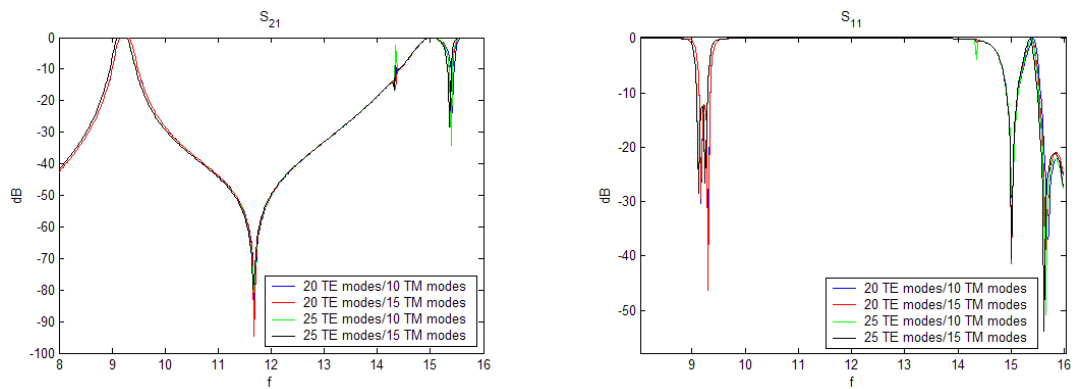 S21
0
-10
-20
-30
-40
-50
-60
-70
-80
-90
-100
dB
8 9 10 11 12 13 14 15 16
f
20 TE modes/10 TM modes
20 TE modes/15 TM modes
25 TE modes/10 TM modes
25 TE modes/15 TM modes
S11
0
-10
-20
-30
-40
-50
dB
9 10 11 12 13 14 15 16
f
20 TE modes/10 TM modes
20 TE modes/15 TM modes
25 TE modes/10 TM modes
25 TE modes/15 TM modes